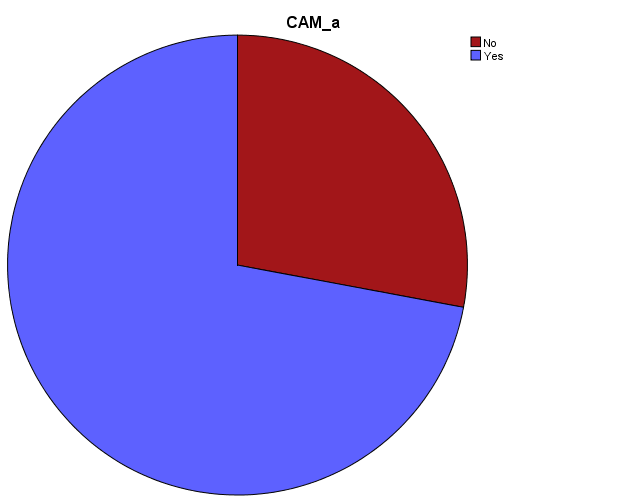 CAM_a
No
Yes